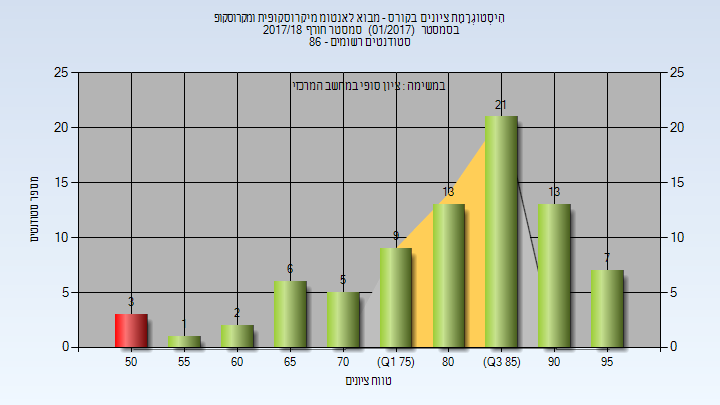 הִיסְטוֹגְרָמַת ציונים בקורס - מבוא לאנטומ מיקרוסקופית ומקרוסקופ
בסמסטר (01/2017) סמסטר חורף 2017/18
סטודנטים רשומים - 86
במשימה : ציון סופי במחשב המרכזי
25 25
20 20
15 15
10 10
5 5
0 0
מספר סטודנטים
3 1 2 6 5 9 13 21 13 7
50 55 60 65 70 (Q1 75) 80 (Q3 85) 90 95
טווח ציונים